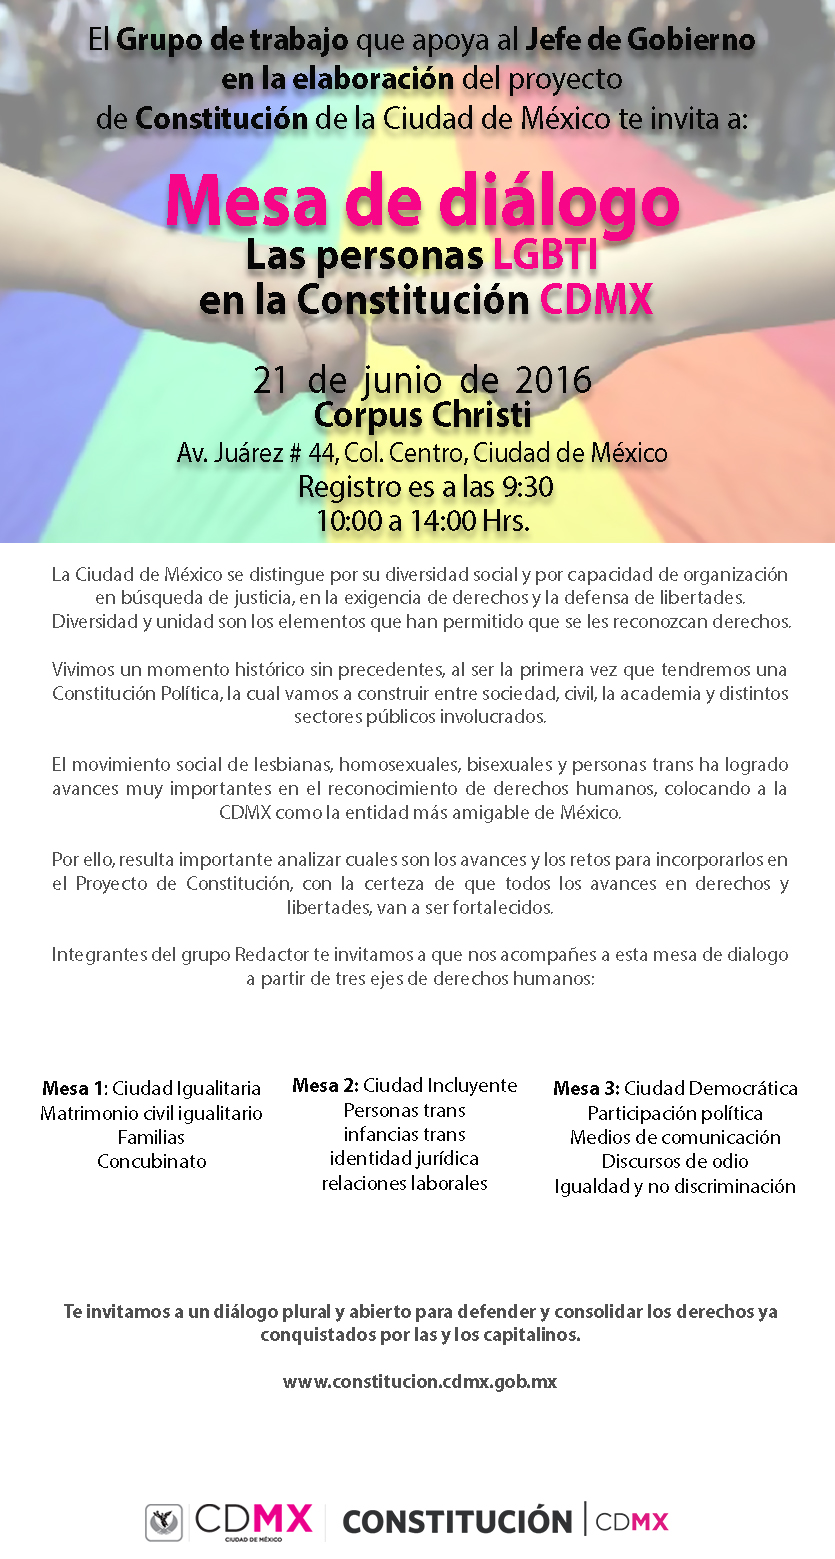 El Grupo de trabajo que apoya al Jefe de Gobierno
en la elaboración del proyecto
de Constitución de la Ciudad de México te invita a:
Mesa de diálogo
Las personas LGBTI
en la Constitución CDMX
21 de junio de 2016
Corpus Christi
Av. Juárez # 44, Col. Centro, Ciudad de México
Registro es a las 9:30
10:00 a 14:00 Hrs.
La Ciudad de México se distingue por su diversidad social y por capacidad de organización
en búsqueda de justicia, en la exigencia de derechos y la defensa de libertades.
Diversidad y unidad son los elementos que han permitido que se les reconozcan derechos.
Vivimos un momento histórico sin precedentes, al ser la primera vez que tendremos una
Constitución Política, la cual vamos a construir entre sociedad, civil, la academia y distintos
sectores públicos involucrados.
El movimiento social de lesbianas, homosexuales, bisexuales y personas trans ha logrado
avances muy importantes en el reconocimiento de derechos humanos, colocando a la
CDMX como la entidad más amigable de México.
Por ello, resulta importante analizar cuales son los avances y los retos para incorporarlos en
el Proyecto de Constitución, con la certeza de que todos los avances en derechos y
libertades, van a ser fortalecidos.
Integrantes del grupo Redactor te invitamos a que nos acompañes a esta mesa de dialogo
a partir de tres ejes de derechos humanos:
Mesa 1: Ciudad Igualitaria
Matrimonio civil igualitario
Familias
Concubinato
Mesa 2: Ciudad Incluyente
Personas trans
infancias trans
identidad jurídica
relaciones laborales
Mesa 3: Ciudad Democrática
Participación política
Medios de comunicación
Discursos de odio
Igualdad y no discriminación
Te invitamos a un diálogo plural y abierto para defender y consolidar los derechos ya
conquistados por las y los capitalinos.
www.constitucion.cdmx.gob.mx
CDMX
CIUDAD DE MÉXICO
CONSTITUCIÓN | CDMX